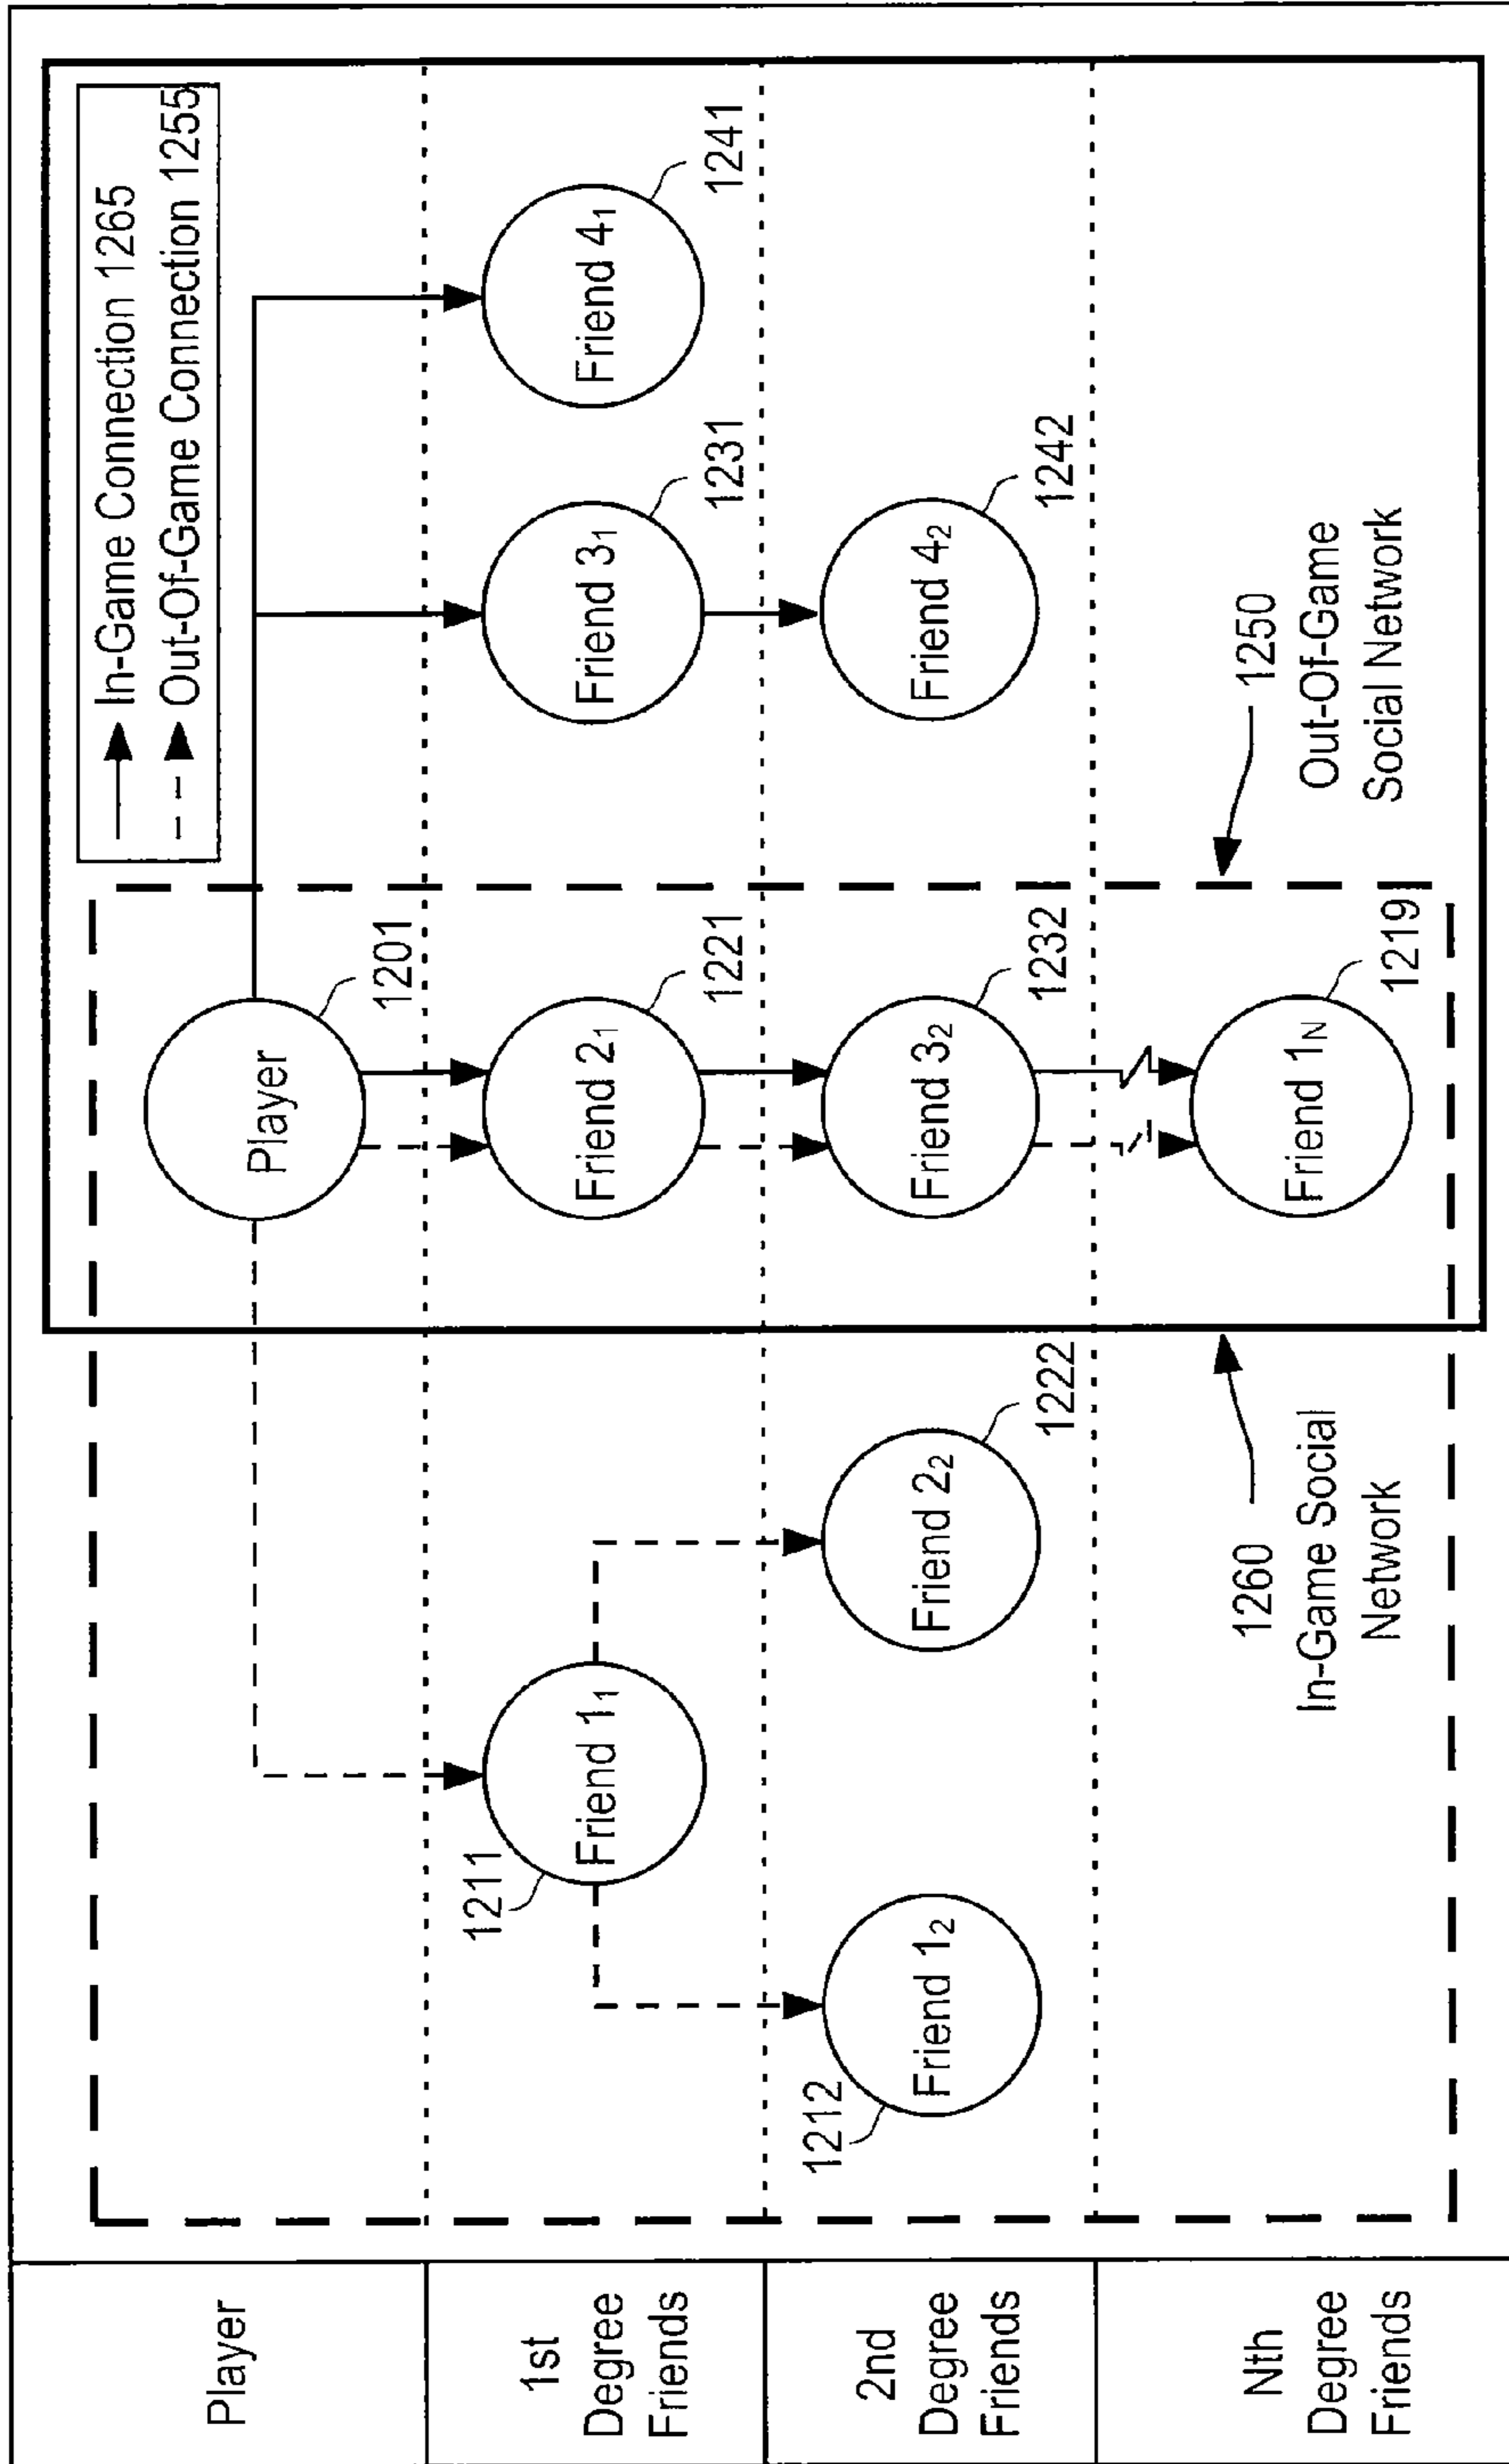 Player
1st
Degree
Friends
2nd
Degree
Friends
Nth
Degree
Friends
In-Game Connection 1265
Out-Of-Game Connection 1255
Player
1201
1211
Friend 1₁
Friend 2₁
1221
Friend 3₁
1231
Friend 4₁
1241
1212
Friend 1₂
Friend 2₂
1222
Friend 3₂
1232
Friend 4₂
1242
1260
In-Game Social
Network
Friend 1N
1219
1250
Out-Of-Game
Social Network